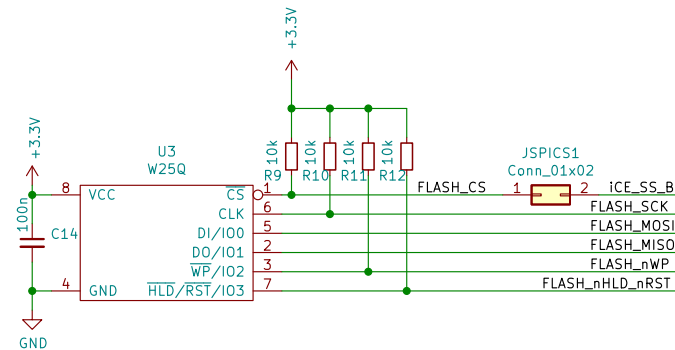 +3.3V
+3.3V
U3
W25Q
10k
10k
10k
10k
R9
R10
R11
R12
JSPICS1
Conn_01x02
8
VCC
CS
1
FLASH_CS
1
2
iCE_SS_B
100n
C14
CLK
6
FLASH_SCK
DI/IO0
5
FLASH_MOSI
DO/IO1
2
FLASH_MISO
WP/IO2
3
FLASH_nWP
4
GND
HLD/RST/IO3
7
FLASH_nHLD_nRST
GND